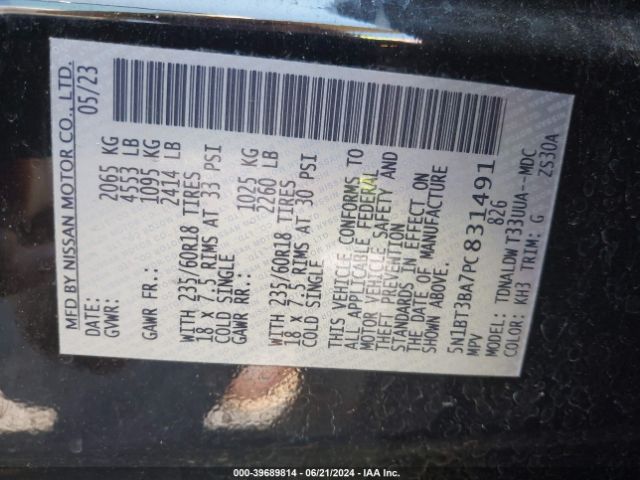 MFD BY NISSAN MOTOR CO., LTD.
DATE: 05/23
GVWR: 2065 KG
4553 LB
GAWR FR.: 1095 KG
2414 LB
WITH 235/60R18 TIRES
18 X 7.5 RIMS AT 33 PSI
COLD SINGLE
GAWR RR.: 1025 KG
2260 LB
WITH 235/60R18 TIRES
18 X 7.5 RIMS AT 30 PSI
COLD SINGLE
THIS VEHICLE CONFORMS TO
ALL APPLICABLE FEDERAL
MOTOR VEHICLE SAFETY AND
THEFT PREVENTION
STANDARDS IN EFFECT ON
THE DATE OF MANUFACTURE
SHOWN ABOVE.
5N1BT3BA7PC831491
MPV 826
MODEL: TDNALDWT33UUA--MDC
COLOR: KH3 TRIM: G ZS30A
000-39689814 - 06/21/2024 - IAA Inc.